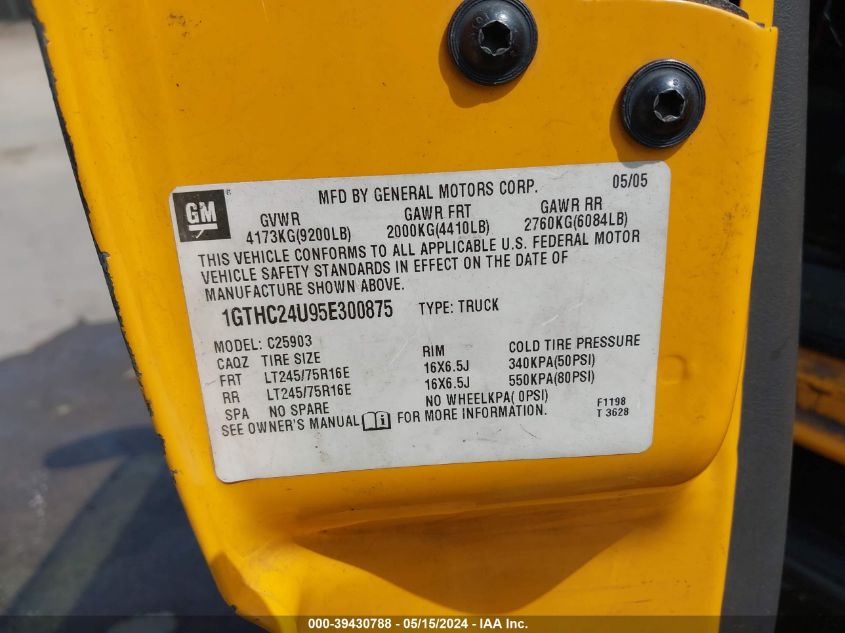 GM
MFD BY GENERAL MOTORS CORP. 05/05
GVWR GAWR FRT GAWR RR
4173KG(9200LB) 2000KG(4410LB) 2760KG(6084LB)
THIS VEHICLE CONFORMS TO ALL APPLICABLE U.S. FEDERAL MOTOR
VEHICLE SAFETY STANDARDS IN EFFECT ON THE DATE OF
MANUFACTURE SHOWN ABOVE.
1GTHC24U95E300875 TYPE: TRUCK
MODEL: C25903
CAQZ TIRE SIZE RIM COLD TIRE PRESSURE
FRT LT245/75R16E 16X6.5J 340KPA(50PSI)
RR LT245/75R16E 16X6.5J 550KPA(80PSI)
SPA NO SPARE NO WHEELKPA( 0PSI)
SEE OWNER'S MANUAL FOR MORE INFORMATION.
F1198
T 3628
000-39430788 - 05/15/2024 - IAA Inc.